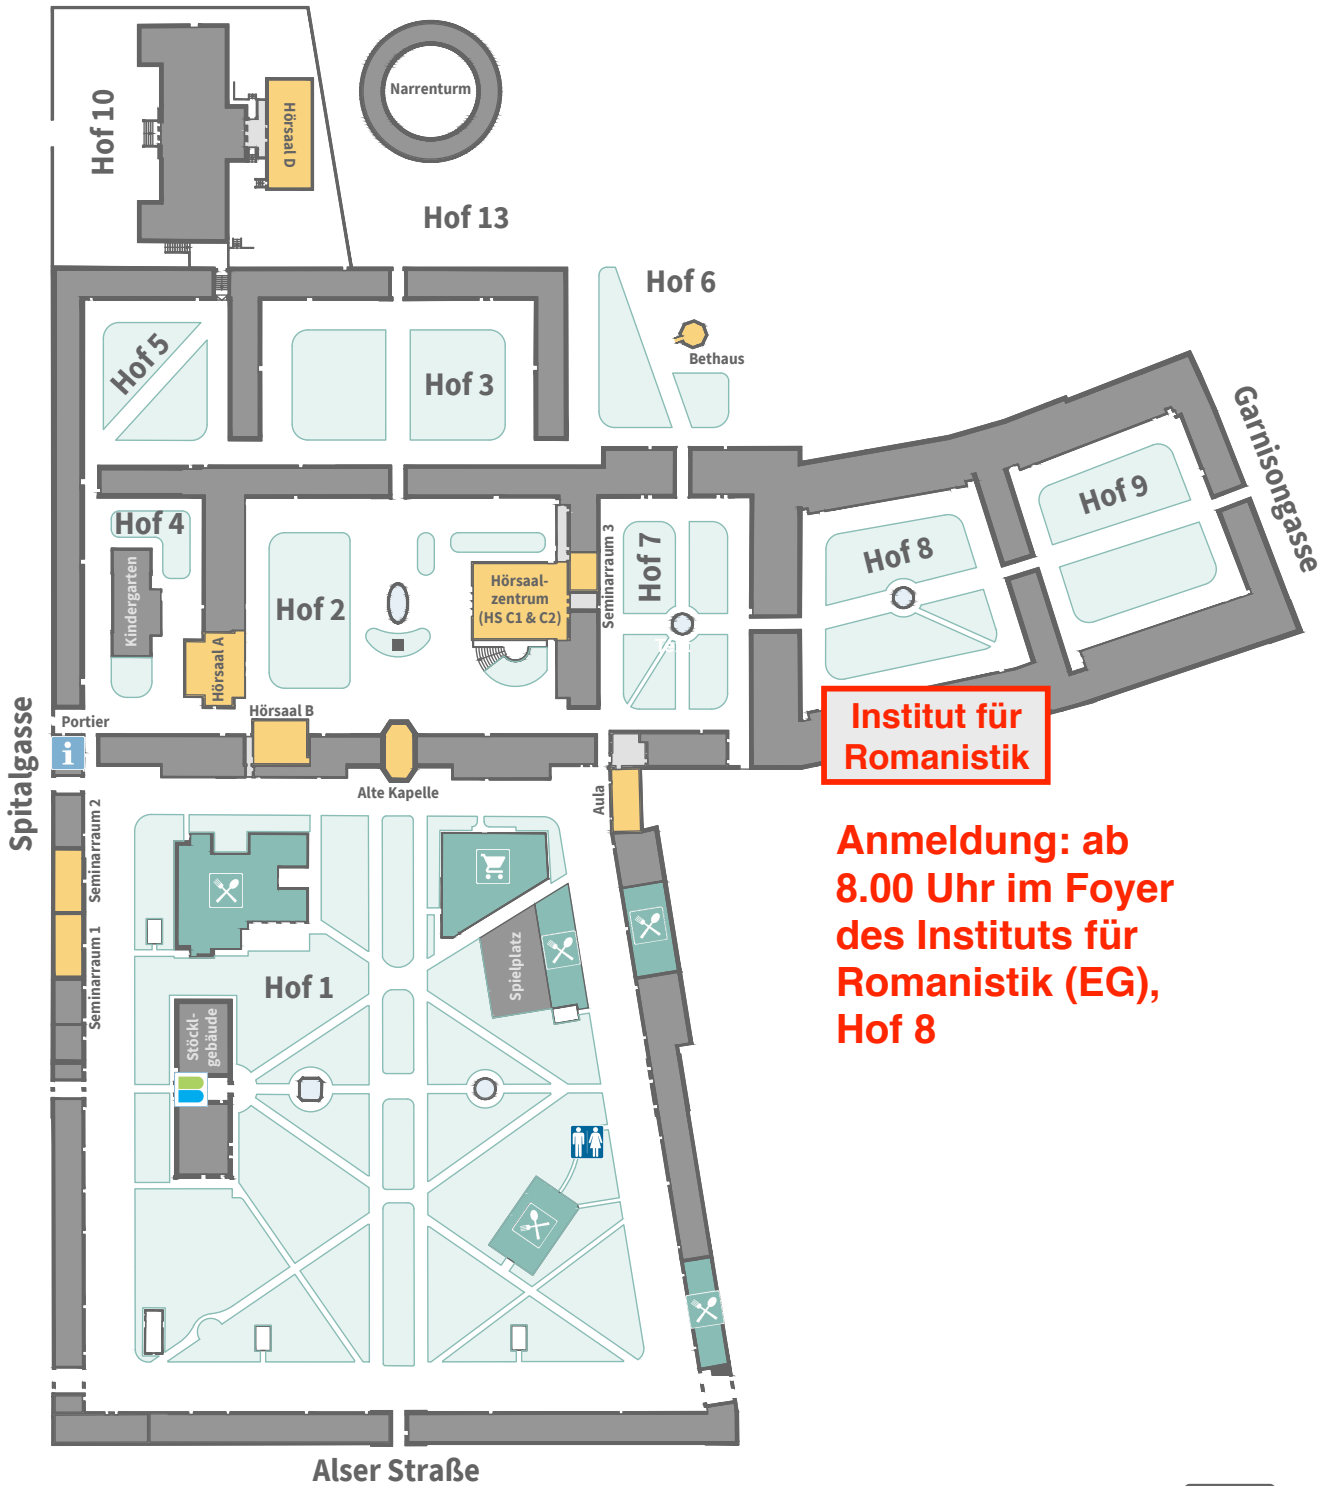 Narrenturm
Hof 10
Hörsaal D
Hof 13
Hof 6
Bethaus
Hof 5
Hof 3
Garnisongasse
Hof 9
Hof 4
Hof 8
Kindergarten
Hof 2
Hörsaal-
zentrum
(HS C1 & C2)
Seminarraum 3
Hof 7
Hörsaal A
Hörsaal B
Portier
i
Spitalgasse
Institut für
Romanistik
Alte Kapelle
Aula
Seminarraum 2
Anmeldung: ab
8.00 Uhr im Foyer
des Instituts für
Romanistik (EG),
Hof 8
Seminarraum 1
Spielplatz
Hof 1
Stöckl-
gebäude
Alser Straße